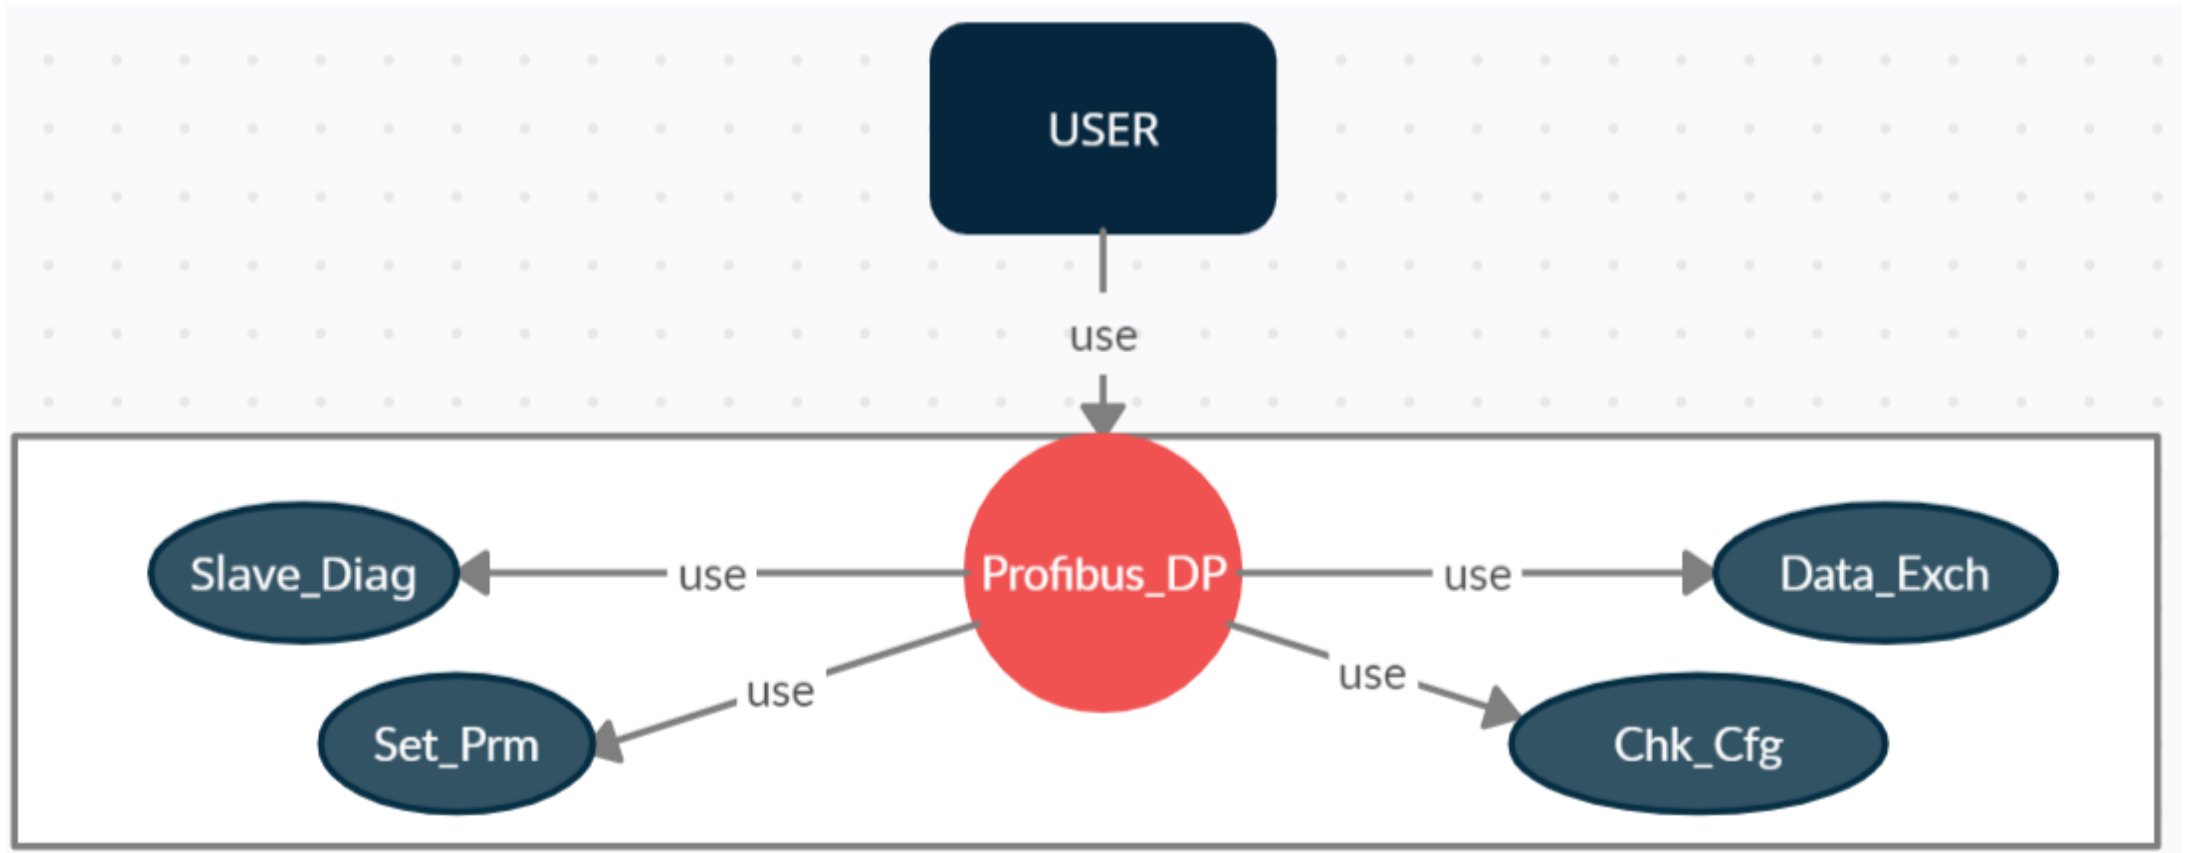 USER
use
Slave_Diag
use
Profibus_DP
use
Data_Exch
Set_Prm
use
use
Chk_Cfg